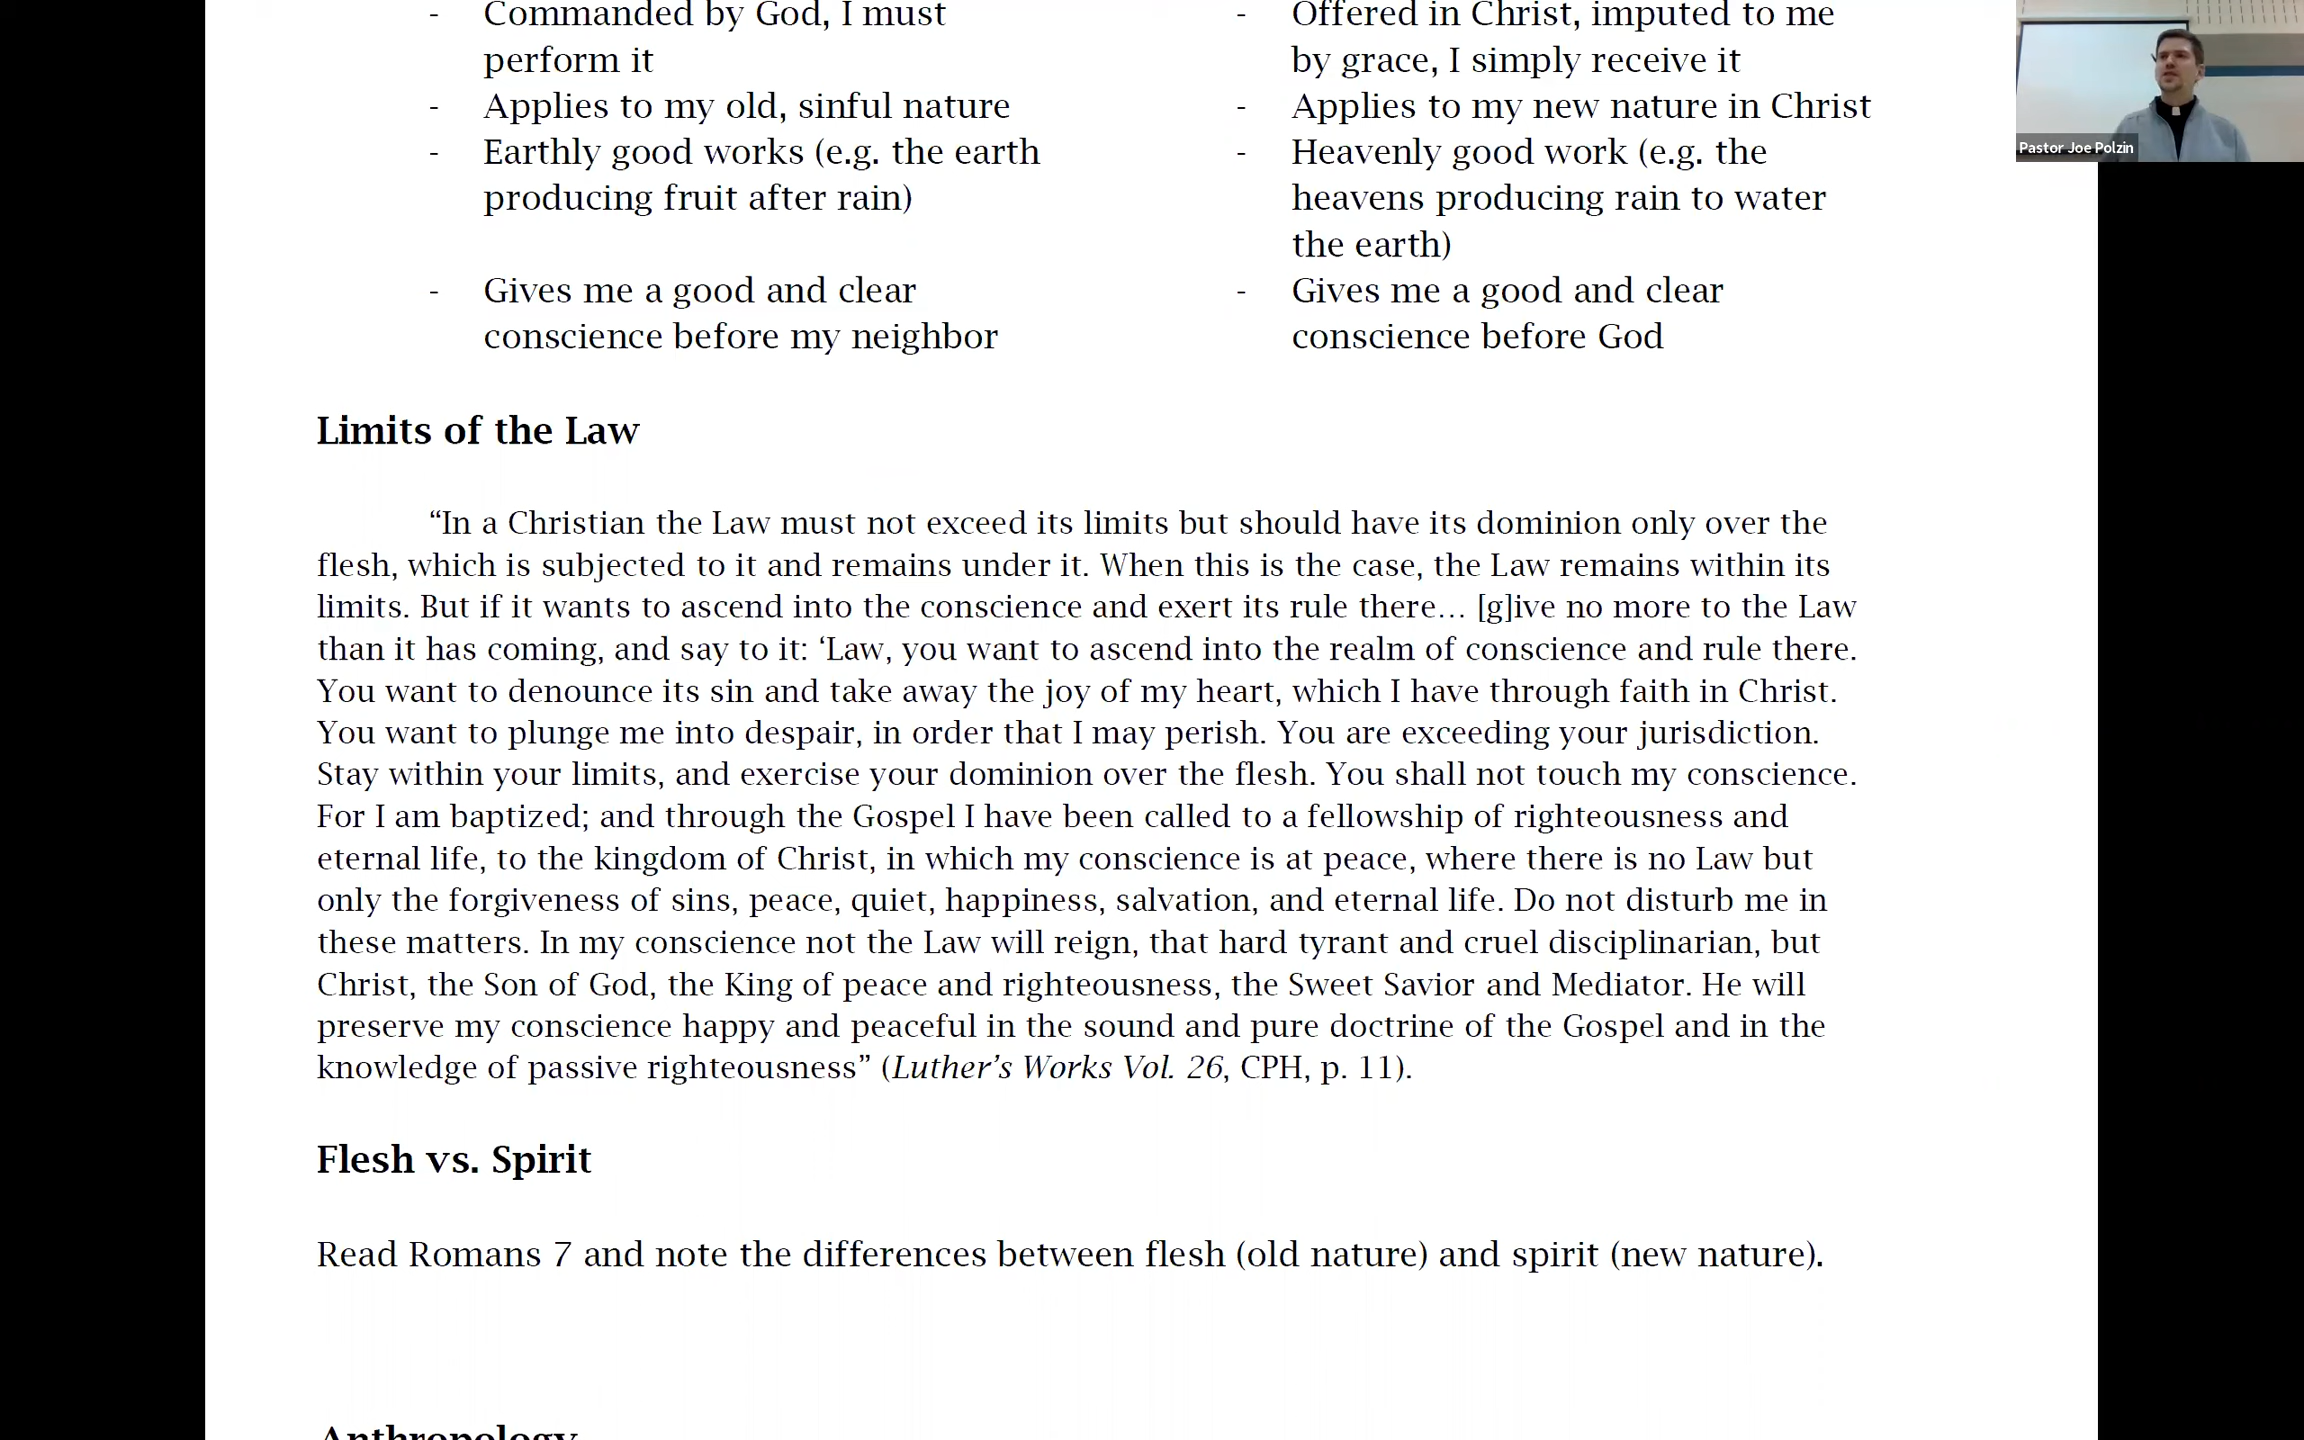 - Commanded by God, I must
perform it
- Applies to my old, sinful nature
- Earthly good works (e.g. the earth
producing fruit after rain)
- Gives me a good and clear
conscience before my neighbor
- Offered in Christ, imputed to me
by grace, I simply receive it
- Applies to my new nature in Christ
- Heavenly good work (e.g. the
heavens producing rain to water
the earth)
- Gives me a good and clear
conscience before God
Pastor Joe Polzin
Limits of the Law
“In a Christian the Law must not exceed its limits but should have its dominion only over the
flesh, which is subjected to it and remains under it. When this is the case, the Law remains within its
limits. But if it wants to ascend into the conscience and exert its rule there… [g]ive no more to the Law
than it has coming, and say to it: ‘Law, you want to ascend into the realm of conscience and rule there.
You want to denounce its sin and take away the joy of my heart, which I have through faith in Christ.
You want to plunge me into despair, in order that I may perish. You are exceeding your jurisdiction.
Stay within your limits, and exercise your dominion over the flesh. You shall not touch my conscience.
For I am baptized; and through the Gospel I have been called to a fellowship of righteousness and
eternal life, to the kingdom of Christ, in which my conscience is at peace, where there is no Law but
only the forgiveness of sins, peace, quiet, happiness, salvation, and eternal life. Do not disturb me in
these matters. In my conscience not the Law will reign, that hard tyrant and cruel disciplinarian, but
Christ, the Son of God, the King of peace and righteousness, the Sweet Savior and Mediator. He will
preserve my conscience happy and peaceful in the sound and pure doctrine of the Gospel and in the
knowledge of passive righteousness” (Luther’s Works Vol. 26, CPH, p. 11).
Flesh vs. Spirit
Read Romans 7 and note the differences between flesh (old nature) and spirit (new nature).
Anthropology